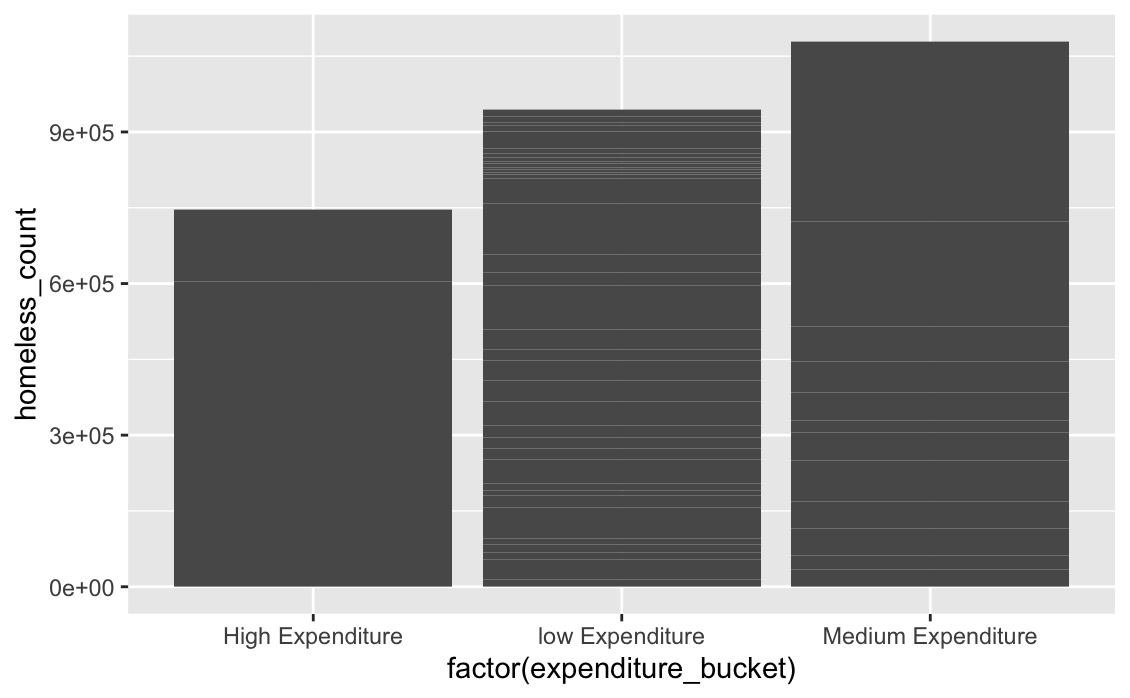 homeless_count
9e+05
6e+05
3e+05
0e+00
High Expenditure
low Expenditure
Medium Expenditure
factor(expenditure_bucket)